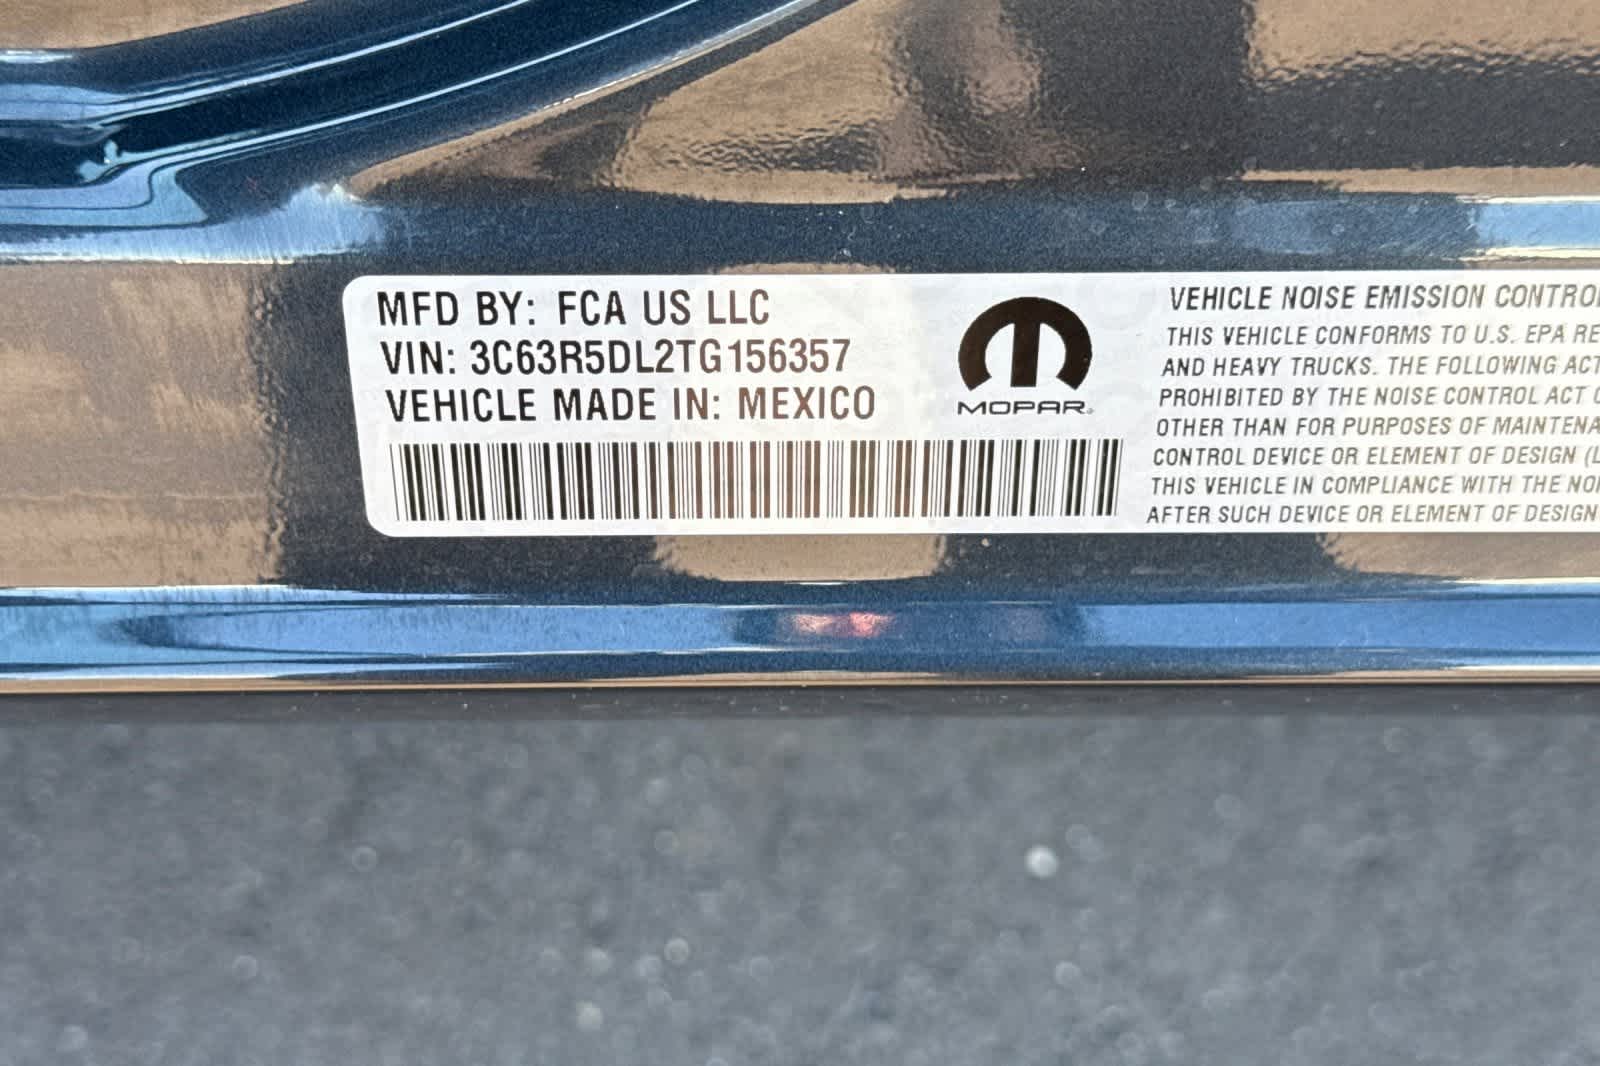 MFD BY: FCA US LLC
VIN: 3C63R5DL2TG156357
VEHICLE MADE IN: MEXICO
MOPAR®
VEHICLE NOISE EMISSION CONTRO
THIS VEHICLE CONFORMS TO U.S. EPA RE
AND HEAVY TRUCKS. THE FOLLOWING ACT
PROHIBITED BY THE NOISE CONTROL ACT
OTHER THAN FOR PURPOSES OF MAINTENA
CONTROL DEVICE OR ELEMENT OF DESIGN (L
THIS VEHICLE IN COMPLIANCE WITH THE NOI
AFTER SUCH DEVICE OR ELEMENT OF DESIGN